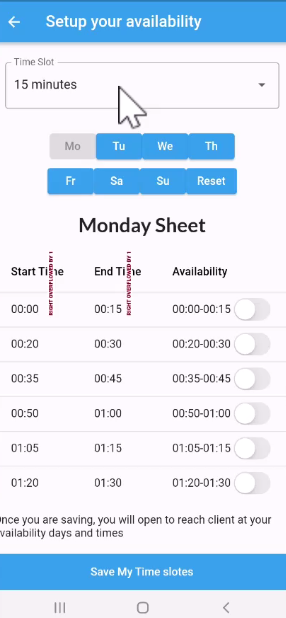 Setup your availability
Time Slot
15 minutes
Mo Tu We Th
Fr Sa Su Reset
Monday Sheet
Start Time End Time Availability
RIGHT OVERFLOWED BY 1 RIGHT OVERFLOWED BY 1
00:00 00:15 00:00-00:15
00:20 00:30 00:20-00:30
00:35 00:45 00:35-00:45
00:50 01:00 00:50-01:00
01:05 01:15 01:05-01:15
01:20 01:30 01:20-01:30
nce you are saving, you will open to reach client at your
vailability days and times
Save My Time slotes